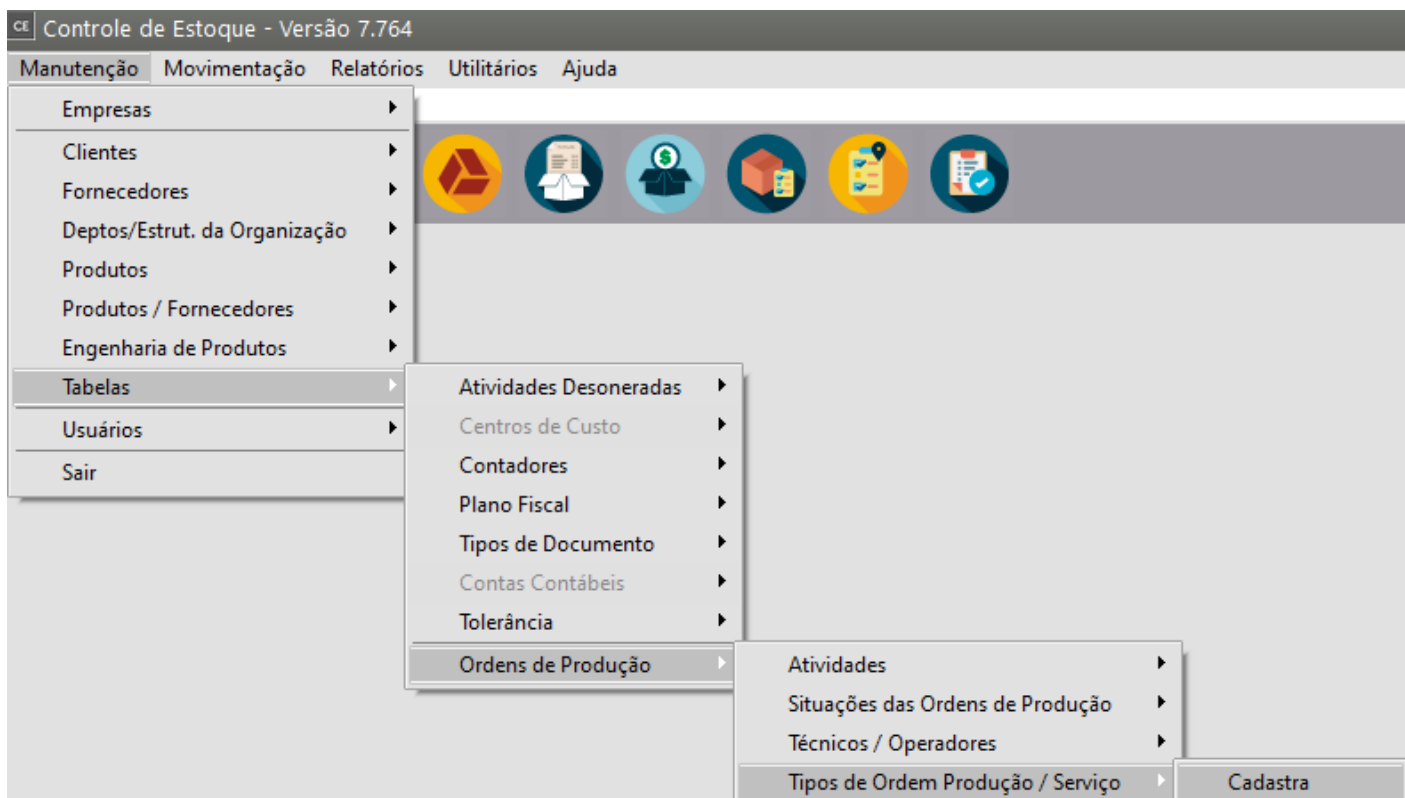 CE Controle de Estoque - Versão 7.764
Manutenção Movimentação Relatórios Utilitários Ajuda
Empresas
Clientes
Fornecedores
Deptos/Estrut. da Organização
Produtos
Produtos / Fornecedores
Engenharia de Produtos
Tabelas
Usuários
Sair
Atividades Desoneradas
Centros de Custo
Contadores
Plano Fiscal
Tipos de Documento
Contas Contábeis
Tolerância
Ordens de Produção
Atividades
Situações das Ordens de Produção
Técnicos / Operadores
Tipos de Ordem Produção / Serviço
Cadastra